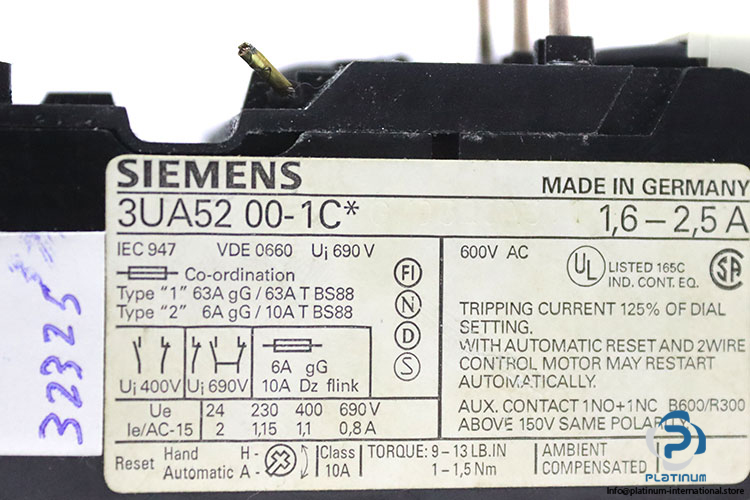 SIEMENS
MADE IN GERMANY
3UA52 00-1C*
1,6 – 2,5 A
IEC 947 VDE 0660 Ui 690 V
Co-ordination
Type "1" 63A gG / 63A T BS88
Type "2" 6A gG / 10A T BS88
FI
N
D
S
600V AC
UL LISTED 165C
IND. CONT. EQ.
SA
TRIPPING CURRENT 125% OF DIAL
SETTING.
WITH AUTOMATIC RESET AND 2WIRE
CONTROL MOTOR MAY RESTART
AUTOMATICALLY.
AUX. CONTACT 1NO+1NC B600/R300
ABOVE 150V SAME POLARITY
Ui 400V
Ui 690V
6A gG
10A Dz flink
Ue 24 230 400 690 V
Ie/AC-15 2 1,15 1,1 0,8 A
Reset Hand H -
Automatic A -
Class
10A
TORQUE: 9 – 13 LB.IN
1 – 1,5 Nm
AMBIENT
COMPENSATED
32325
PLATINUM
INTERNATIONAL
info@platinum-international.store